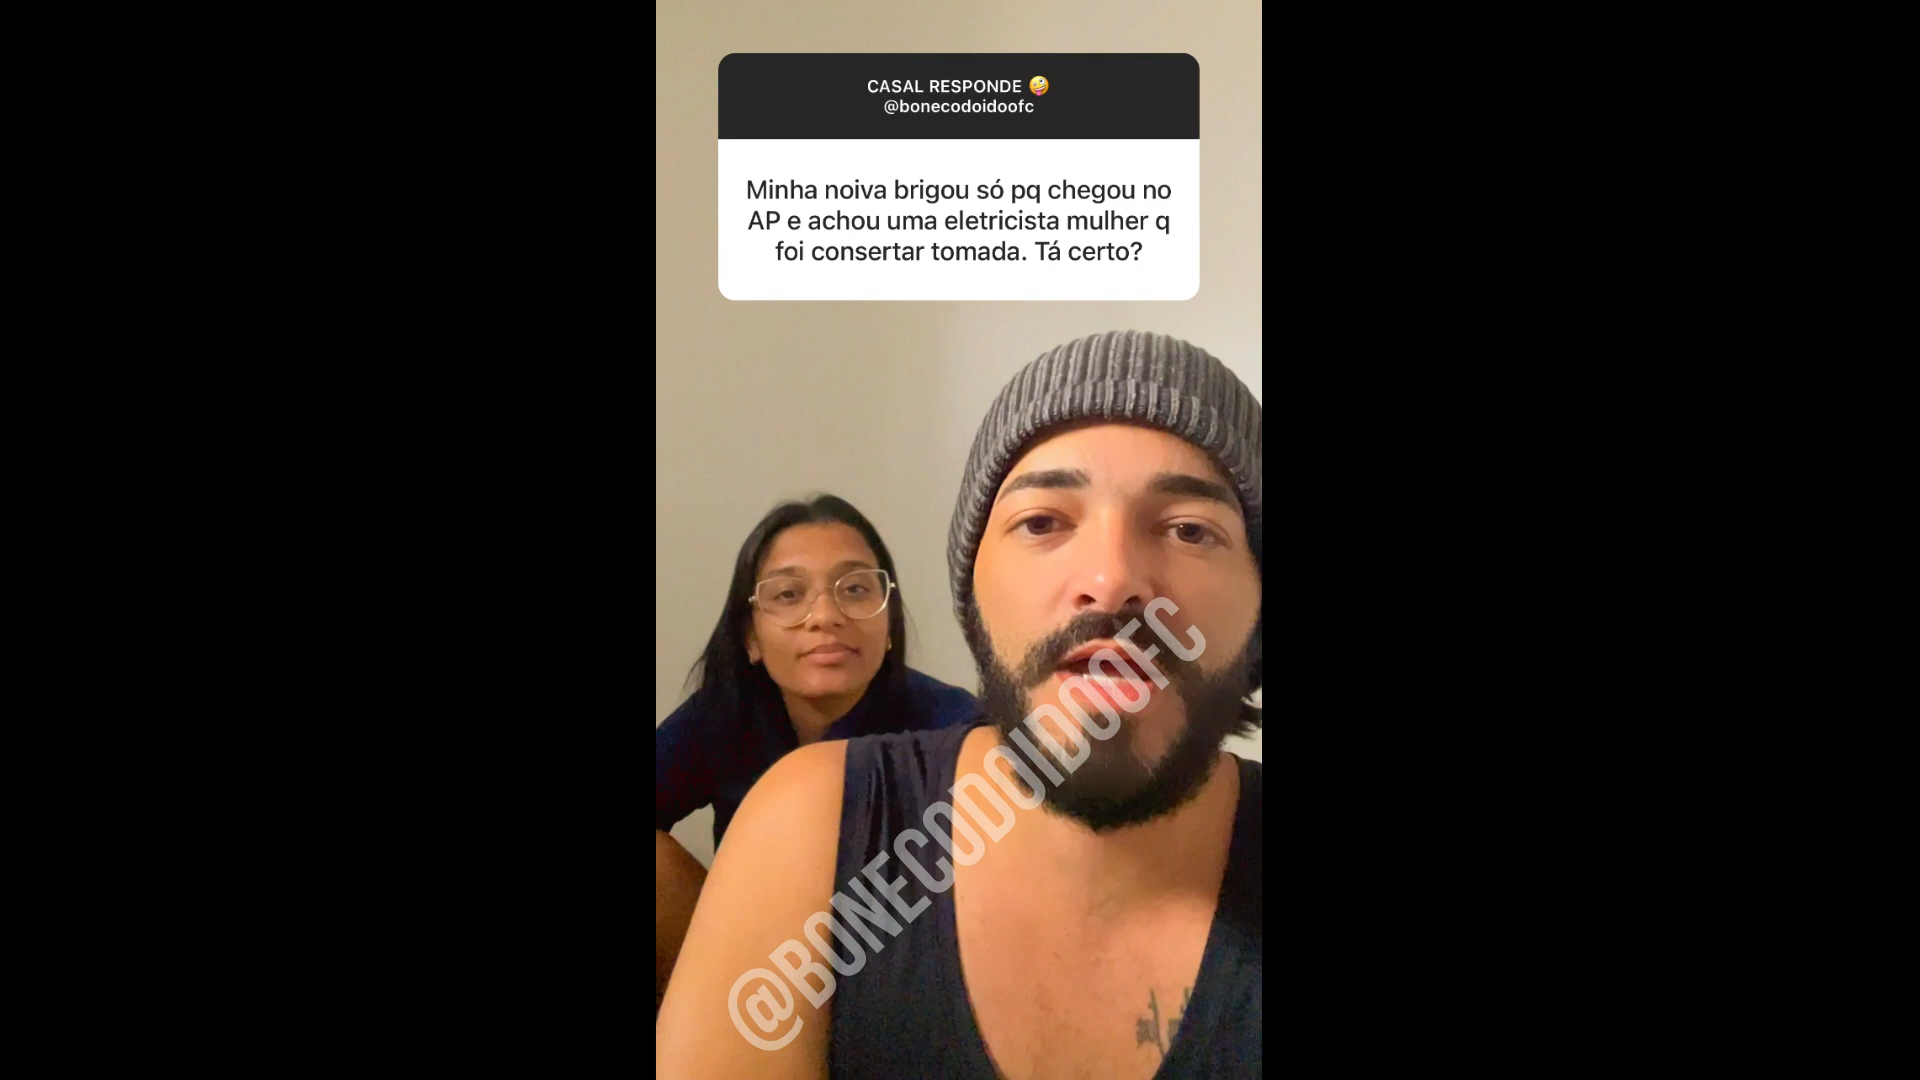 CASAL RESPONDE 🤪
@bonecodoidoofc
Minha noiva brigou só pq chegou no
AP e achou uma eletricista mulher q
foi consertar tomada. Tá certo?
@BONECODOIDOOFC